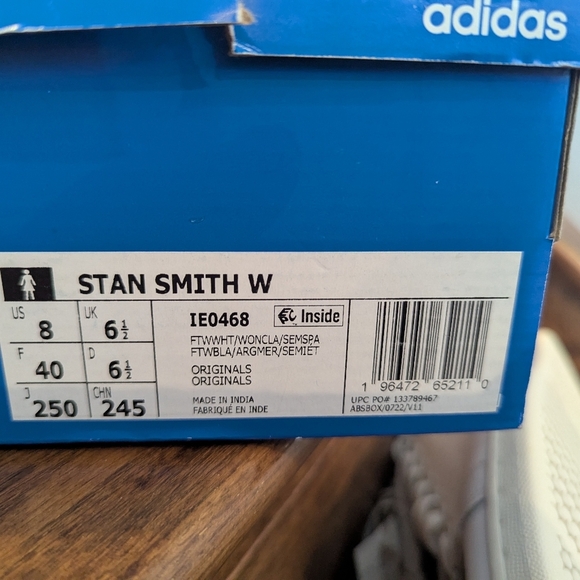 adidas
STAN SMITH W
US 8 UK 6½
F 40 D 6½
J 250 CHN 245
IE0468 Inside
FTWWHT/WONCLA/SEMSPA
FTWBLA/ARGMER/SEMIET
ORIGINALS
ORIGINALS
MADE IN INDIA
FABRIQUÉ EN INDE
1 96472 65211 0
UPC PO# 133789467
ABSBOX/0722/V11